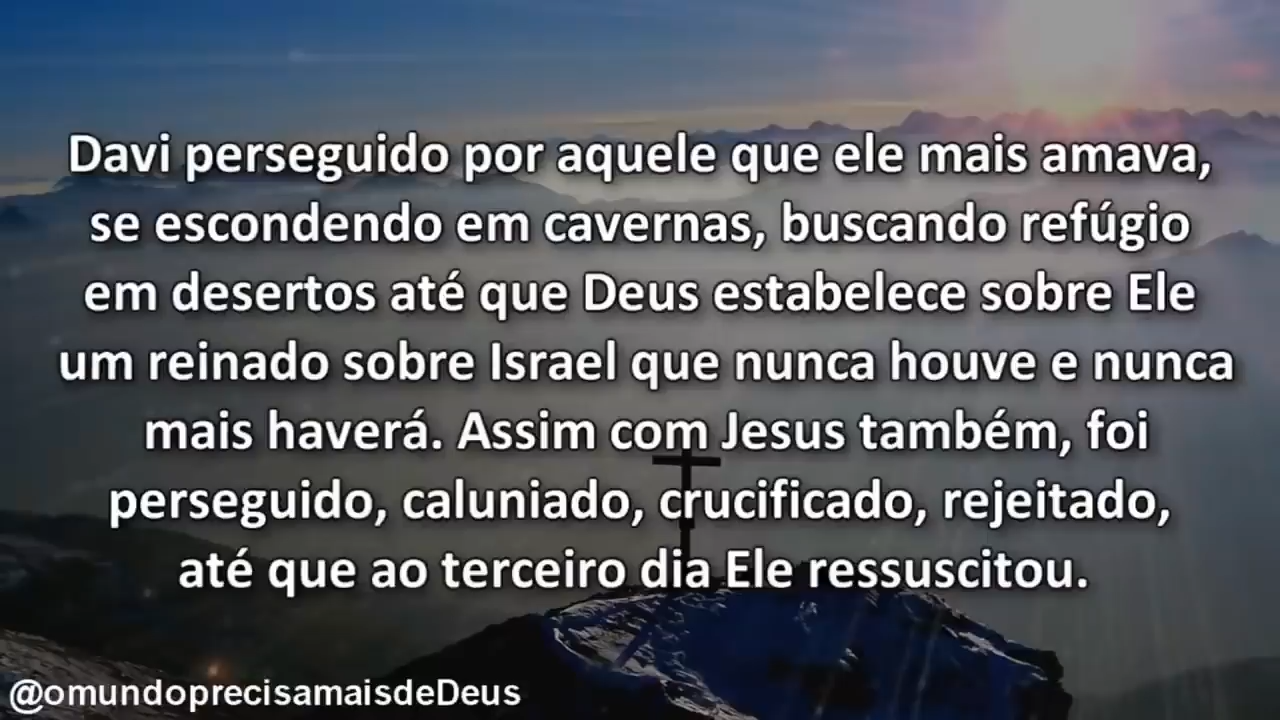 Davi perseguido por aquele que ele mais amava,
se escondendo em cavernas, buscando refúgio
em desertos até que Deus estabelece sobre Ele
um reinado sobre Israel que nunca houve e nunca
mais haverá. Assim com Jesus também, foi
perseguido, caluniado, crucificado, rejeitado,
até que ao terceiro dia Ele ressuscitou.
@omundoprecisamaisdeDeus